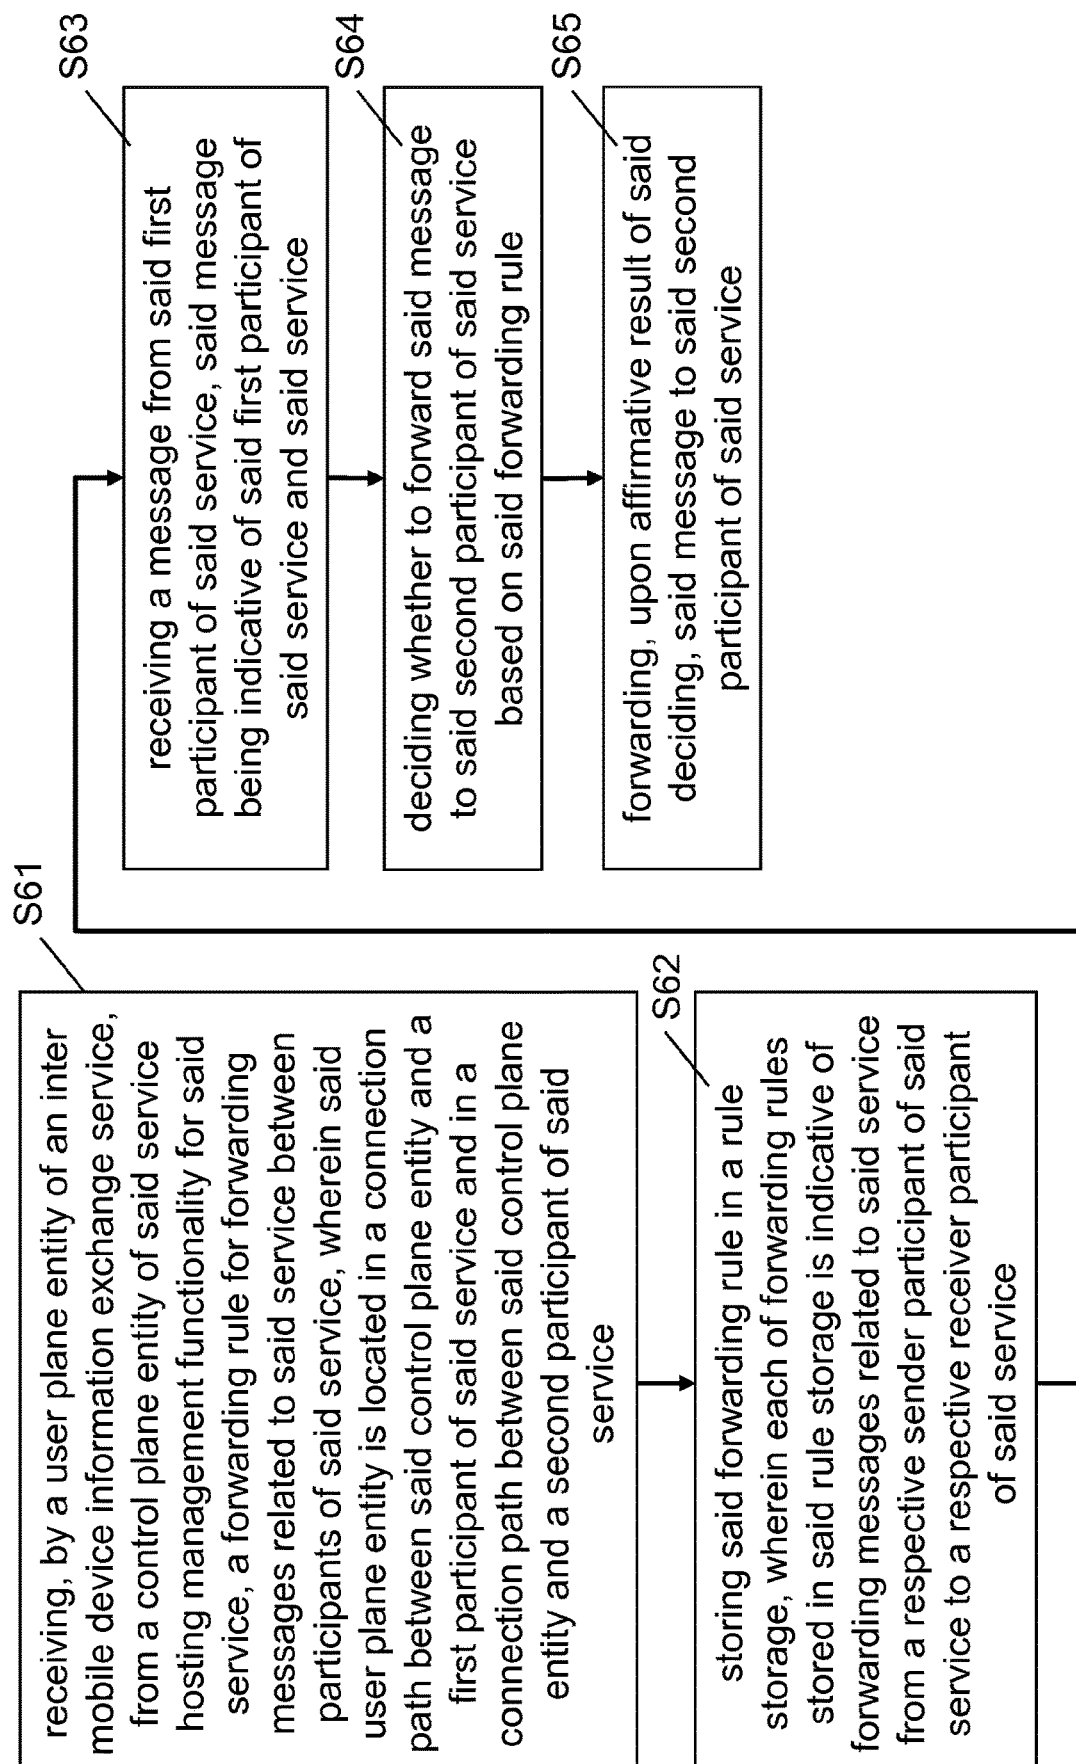 S61
receiving, by a user plane entity of an inter
mobile device information exchange service,
from a control plane entity of said service
hosting management functionality for said
service, a forwarding rule for forwarding
messages related to said service between
participants of said service, wherein said
user plane entity is located in a connection
path between said control plane entity and a
first participant of said service and in a
connection path between said control plane
entity and a second participant of said
service
S62
storing said forwarding rule in a rule
storage, wherein each of forwarding rules
stored in said rule storage is indicative of
forwarding messages related to said service
from a respective sender participant of said
service to a respective receiver participant
of said service
S63
receiving a message from said first
participant of said service, said message
being indicative of said first participant of
said service and said service
S64
deciding whether to forward said message
to said second participant of said service
based on said forwarding rule
S65
forwarding, upon affirmative result of said
deciding, said message to said second
participant of said service